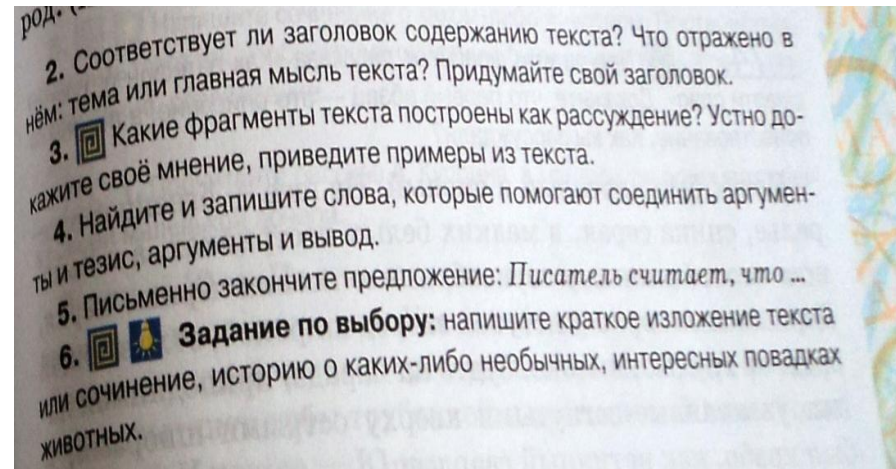 род.
2. Соответствует ли заголовок содержанию текста? Что отражено в
нём: тема или главная мысль текста? Придумайте свой заголовок.
3. Какие фрагменты текста построены как рассуждение? Устно до-
кажите своё мнение, приведите примеры из текста.
4. Найдите и запишите слова, которые помогают соединить аргумен-
ты и тезис, аргументы и вывод.
5. Письменно закончите предложение: Писатель считает, что ...
6. Задание по выбору: напишите краткое изложение текста
или сочинение, историю о каких-либо необычных, интересных повадках
животных.